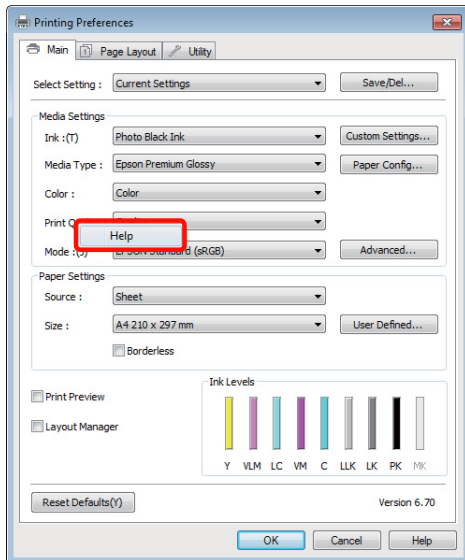 Printing Preferences
Main Page Layout Utility
Select Setting : Current Settings Save/Del...
Media Settings
Ink :(T) Photo Black Ink Custom Settings...
Media Type : Epson Premium Glossy Paper Config...
Color : Color
Print Q
Help
Mode : EPSON Standard (sRGB) Advanced...
Paper Settings
Source : Sheet
Size : A4 210 x 297 mm User Defined...
Borderless
Ink Levels
Print Preview
Layout Manager
Y VLM LC VM C LLK LK PK MK
Reset Defaults(Y) Version 6.70
OK Cancel Help